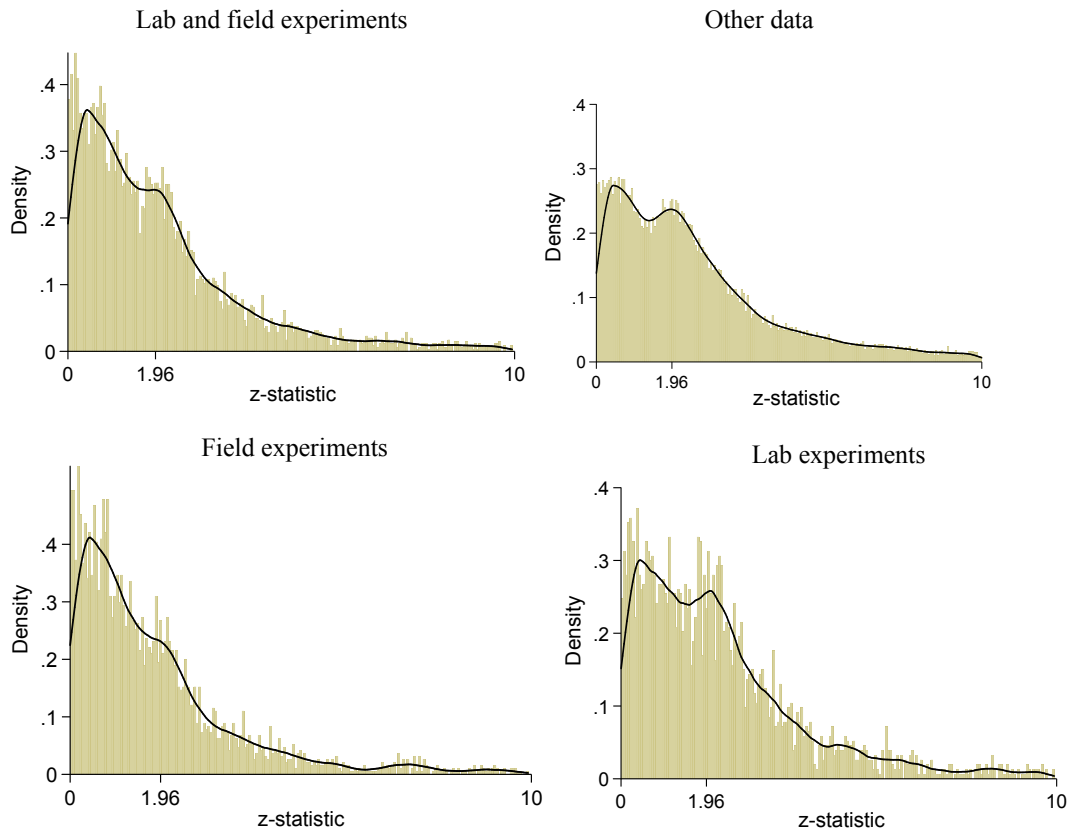 Lab and field experiments
.4
.3
.2
.1
0
Density
0 1.96 10
z-statistic
Other data
.4
.3
.2
.1
0
Density
0 1.96 10
z-statistic
Field experiments
.4
.3
.2
.1
0
Density
0 1.96 10
z-statistic
Lab experiments
.4
.3
.2
.1
0
Density
0 1.96 10
z-statistic